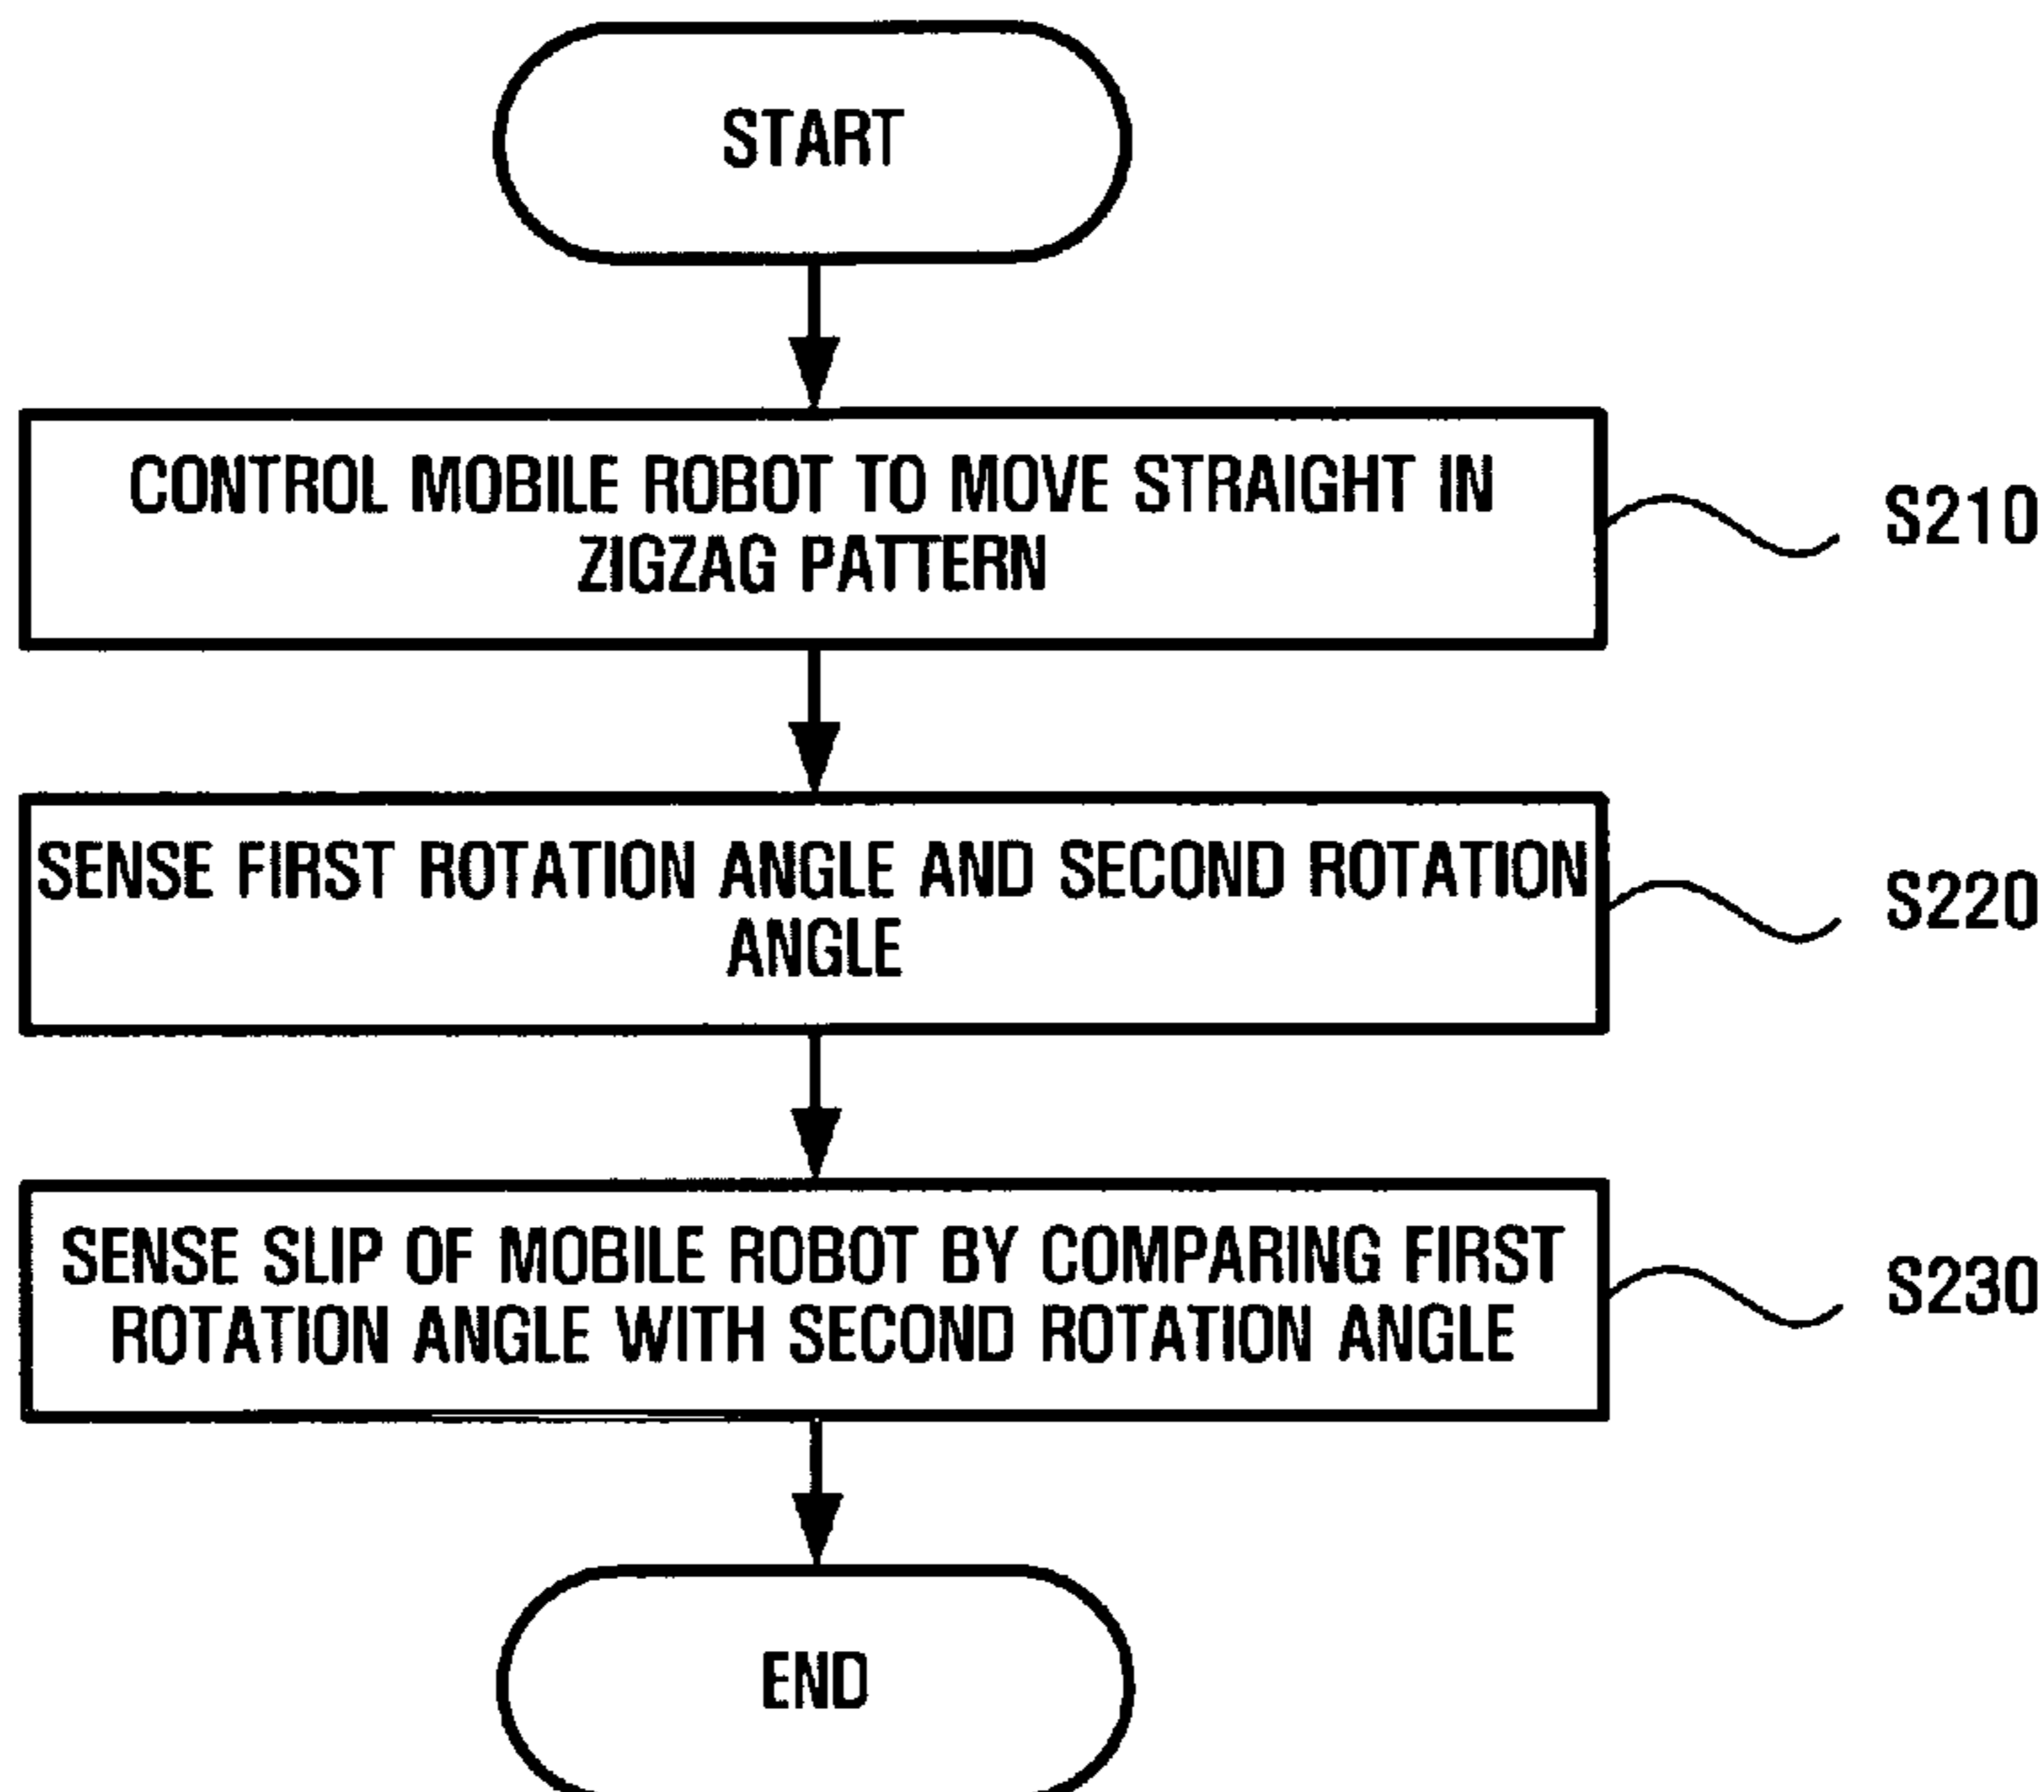 START
CONTROL MOBILE ROBOT TO MOVE STRAIGHT IN
ZIGZAG PATTERN
S210
SENSE FIRST ROTATION ANGLE AND SECOND ROTATION
ANGLE
S220
SENSE SLIP OF MOBILE ROBOT BY COMPARING FIRST
ROTATION ANGLE WITH SECOND ROTATION ANGLE
S230
END